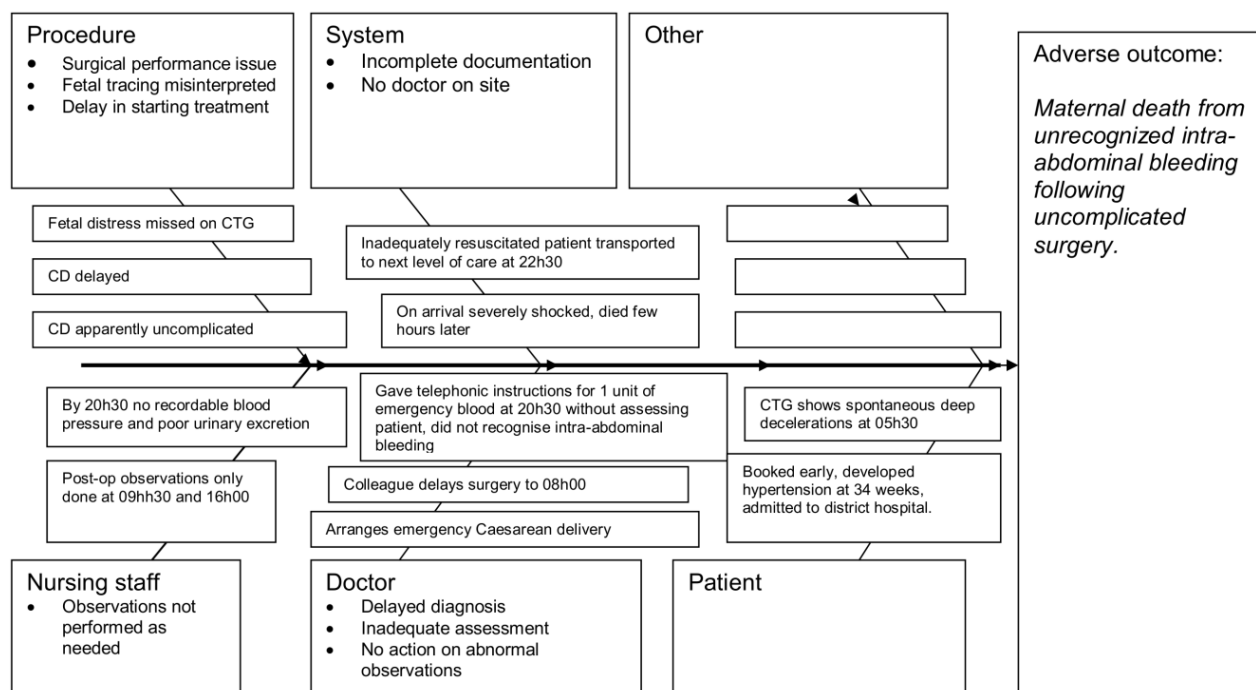 Procedure
• Surgical performance issue
• Fetal tracing misinterpreted
• Delay in starting treatment
System
• Incomplete documentation
• No doctor on site
Other
Adverse outcome:
Maternal death from
unrecognized intra-
abdominal bleeding
following
uncomplicated
surgery.
Fetal distress missed on CTG
CD delayed
CD apparently uncomplicated
Inadequately resuscitated patient transported
to next level of care at 22h30
On arrival severely shocked, died few
hours later
By 20h30 no recordable blood
pressure and poor urinary excretion
Post-op observations only
done at 09hh30 and 16h00
Gave telephonic instructions for 1 unit of
emergency blood at 20h30 without assessing
patient, did not recognise intra-abdominal
bleeding
Colleague delays surgery to 08h00
Arranges emergency Caesarean delivery
CTG shows spontaneous deep
decelerations at 05h30
Booked early, developed
hypertension at 34 weeks,
admitted to district hospital.
Nursing staff
• Observations not
performed as
needed
Doctor
• Delayed diagnosis
• Inadequate assessment
• No action on abnormal
observations
Patient